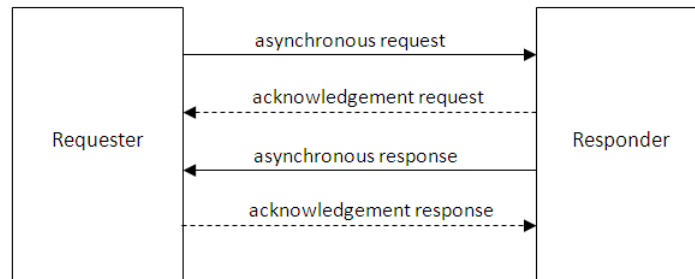 asynchronous request
acknowledgement request
Requester
Responder
asynchronous response
acknowledgement response